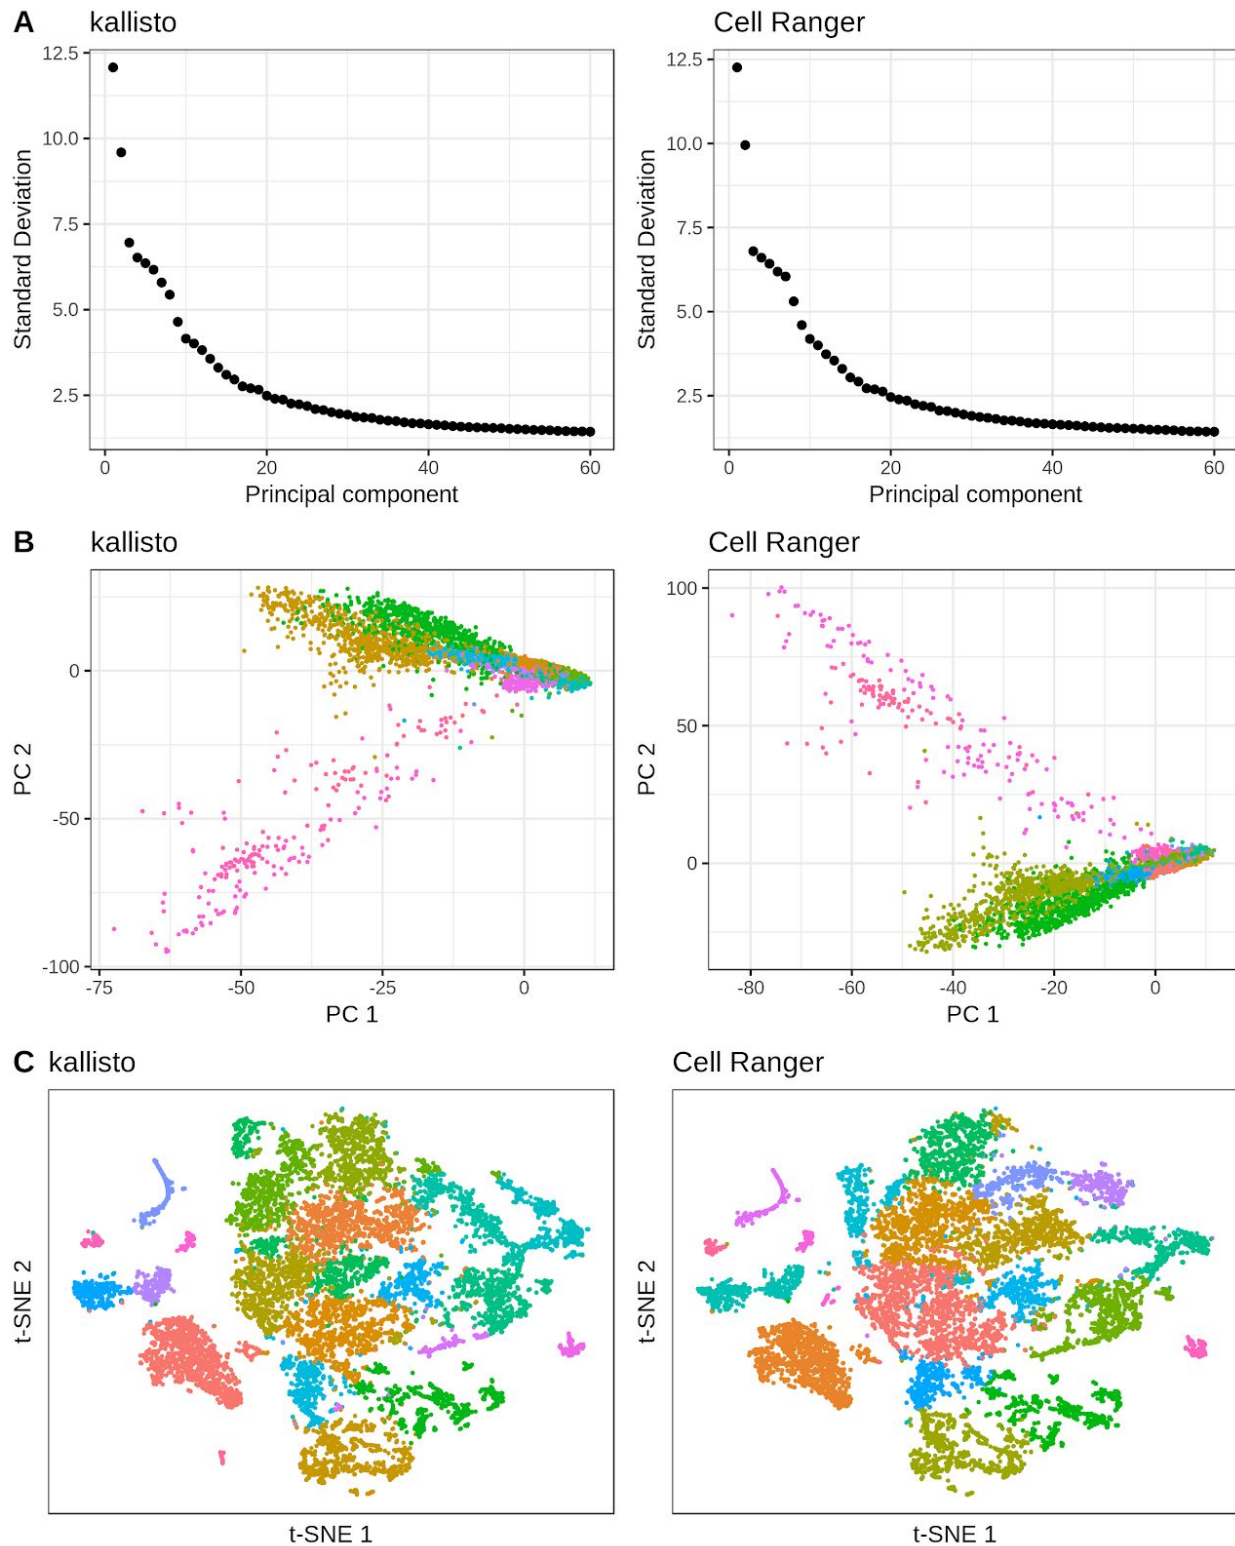 A kallisto
Cell Ranger
12.5
10.0
7.5
5.0
2.5
Standard Deviation
0 20 40 60
Principal component
12.5
10.0
7.5
5.0
2.5
Standard Deviation
0 20 40 60
Principal component
B kallisto
Cell Ranger
0
-50
-100
PC 2
-75 -50 -25 0
PC 1
100
50
0
PC 2
-80 -60 -40 -20 0
PC 1
C kallisto
Cell Ranger
t-SNE 2
t-SNE 1
t-SNE 2
t-SNE 1